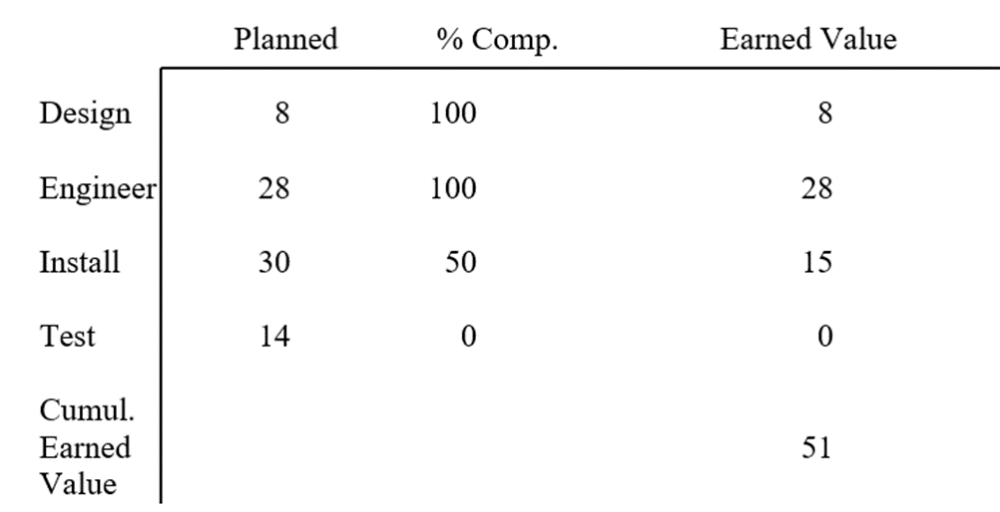 Planned % Comp. Earned Value
Design 8 100 8
Engineer 28 100 28
Install 30 50 15
Test 14 0 0
Cumul.
Earned 51
Value